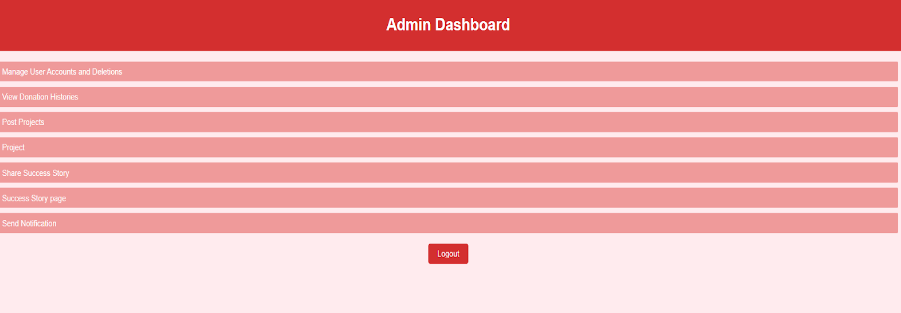 Admin Dashboard
Manage User Accounts and Deletions
View Donation Histories
Post Projects
Project
Share Success Story
Success Story page
Send Notification
Logout